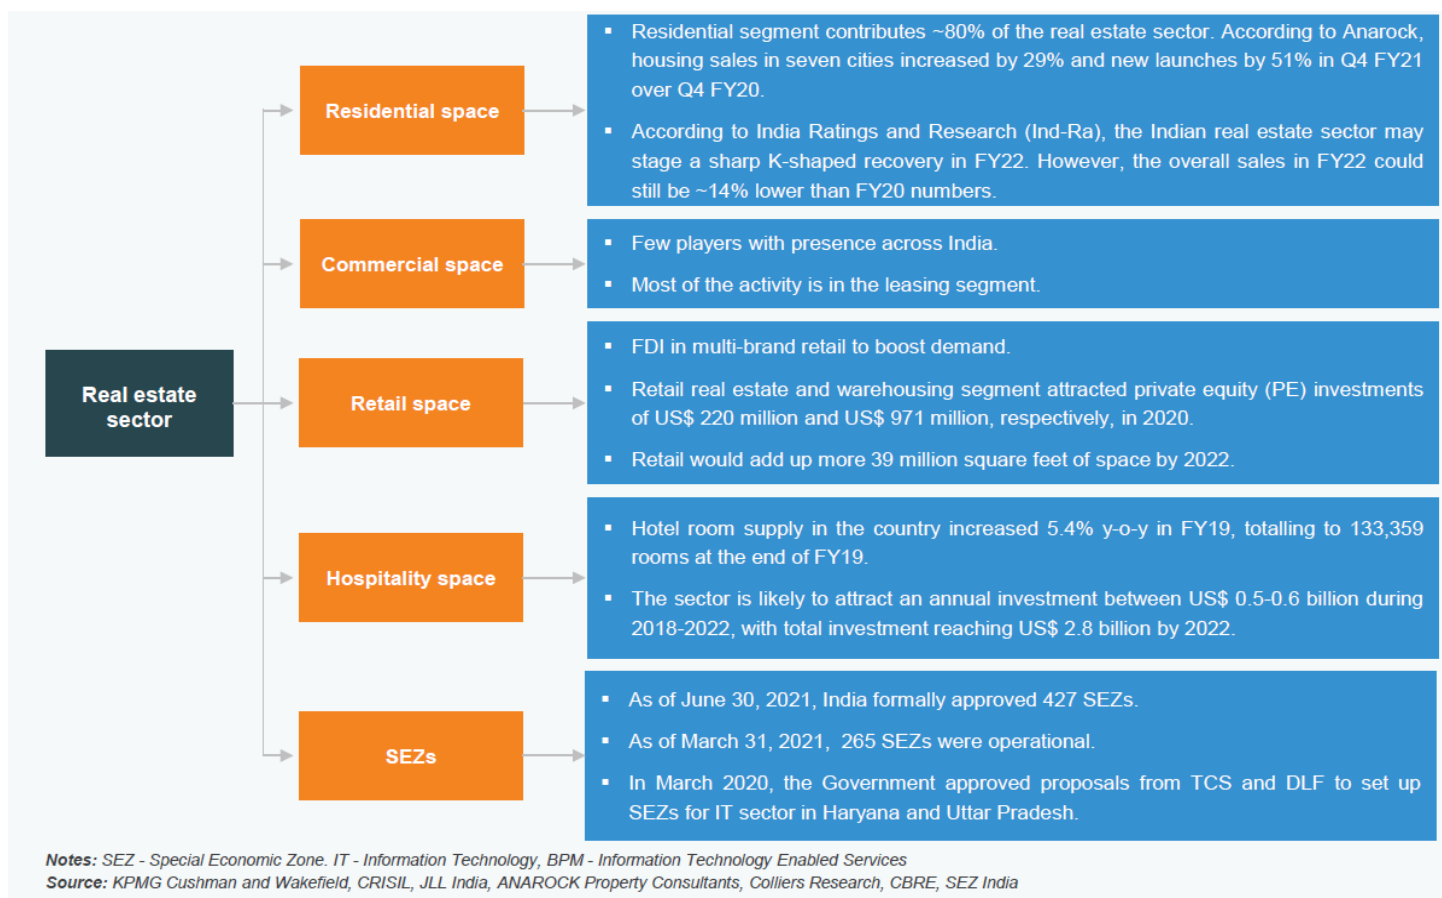 Real estate
sector
Residential space
▪ Residential segment contributes ~80% of the real estate sector. According to Anarock,
housing sales in seven cities increased by 29% and new launches by 51% in Q4 FY21
over Q4 FY20.
▪ According to India Ratings and Research (Ind-Ra), the Indian real estate sector may
stage a sharp K-shaped recovery in FY22. However, the overall sales in FY22 could
still be ~14% lower than FY20 numbers.
Commercial space
▪ Few players with presence across India.
▪ Most of the activity is in the leasing segment.
Retail space
▪ FDI in multi-brand retail to boost demand.
▪ Retail real estate and warehousing segment attracted private equity (PE) investments
of US$ 220 million and US$ 971 million, respectively, in 2020.
▪ Retail would add up more 39 million square feet of space by 2022.
Hospitality space
▪ Hotel room supply in the country increased 5.4% y-o-y in FY19, totalling to 133,359
rooms at the end of FY19.
▪ The sector is likely to attract an annual investment between US$ 0.5-0.6 billion during
2018-2022, with total investment reaching US$ 2.8 billion by 2022.
SEZs
▪ As of June 30, 2021, India formally approved 427 SEZs.
▪ As of March 31, 2021, 265 SEZs were operational.
▪ In March 2020, the Government approved proposals from TCS and DLF to set up
SEZs for IT sector in Haryana and Uttar Pradesh.
Notes: SEZ - Special Economic Zone. IT - Information Technology, BPM - Information Technology Enabled Services
Source: KPMG Cushman and Wakefield, CRISIL, JLL India, ANAROCK Property Consultants, Colliers Research, CBRE, SEZ India